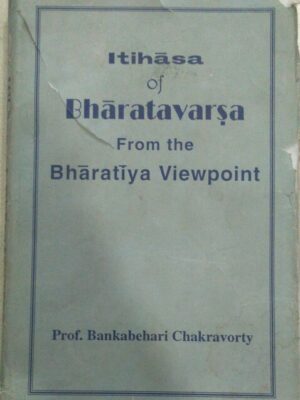 Itihāsa
of
Bhāratavarṣa
From the
Bhāratīya Viewpoint
Prof. Bankabehari Chakravorty